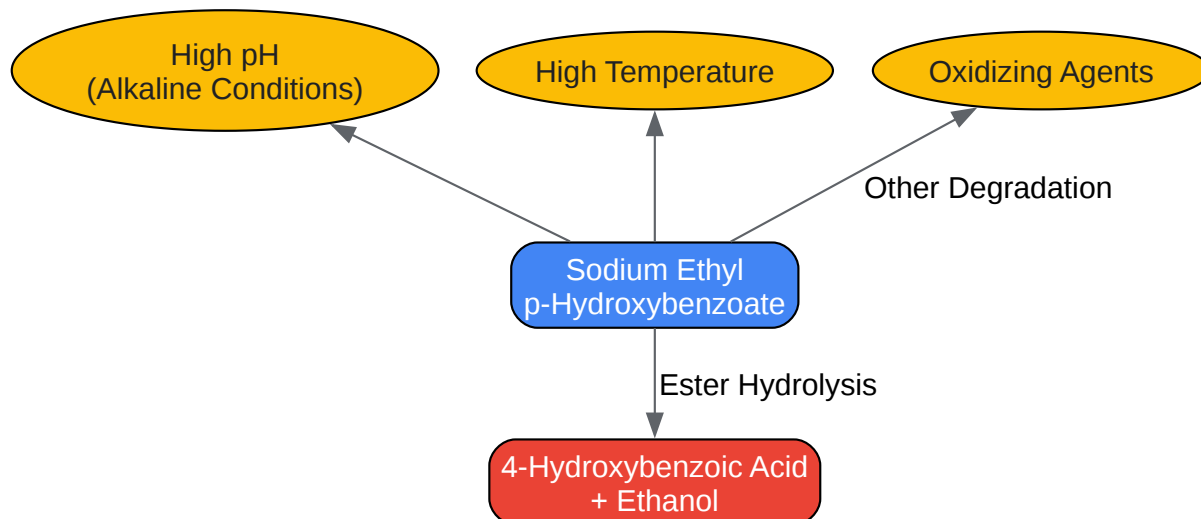 High pH
(Alkaline Conditions)
High Temperature
Oxidizing Agents
Other Degradation
Sodium Ethyl
p-Hydroxybenzoate
Ester Hydrolysis
4-Hydroxybenzoic Acid
+ Ethanol